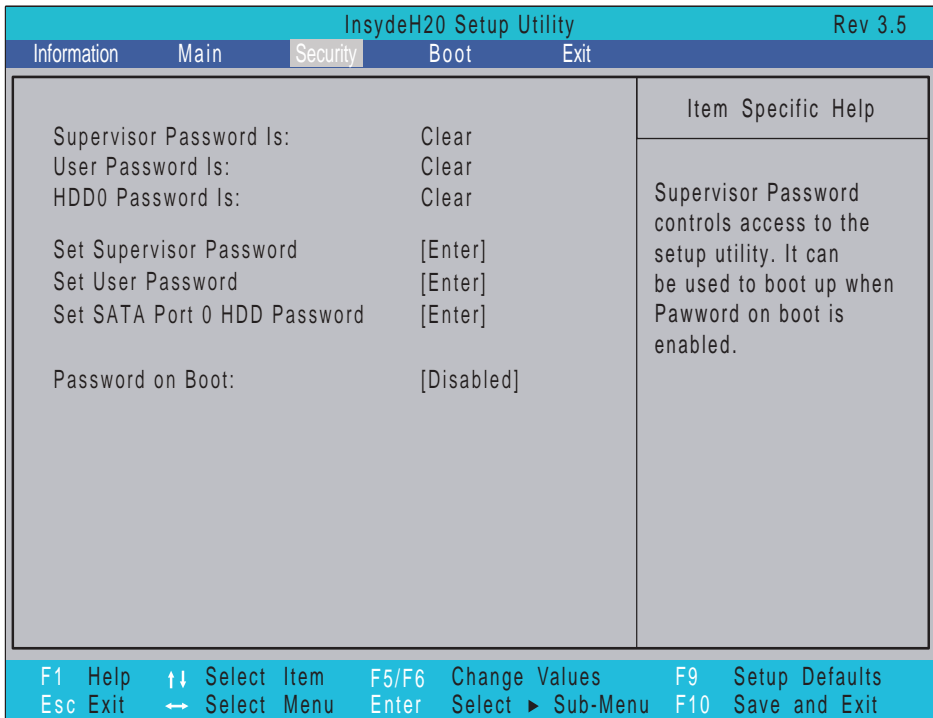 InsydeH20 Setup Utility Rev 3.5
Information Main Security Boot Exit
Item Specific Help
Supervisor Password Is: Clear
User Password Is: Clear
HDD0 Password Is: Clear
Set Supervisor Password [Enter]
Set User Password [Enter]
Set SATA Port 0 HDD Password [Enter]
Password on Boot: [Disabled]
Supervisor Password
controls access to the
setup utility. It can
be used to boot up when
Pawword on boot is
enabled.
F1 Help ↑↓ Select Item F5/F6 Change Values F9 Setup Defaults
Esc Exit ↔ Select Menu Enter Select ► Sub-Menu F10 Save and Exit